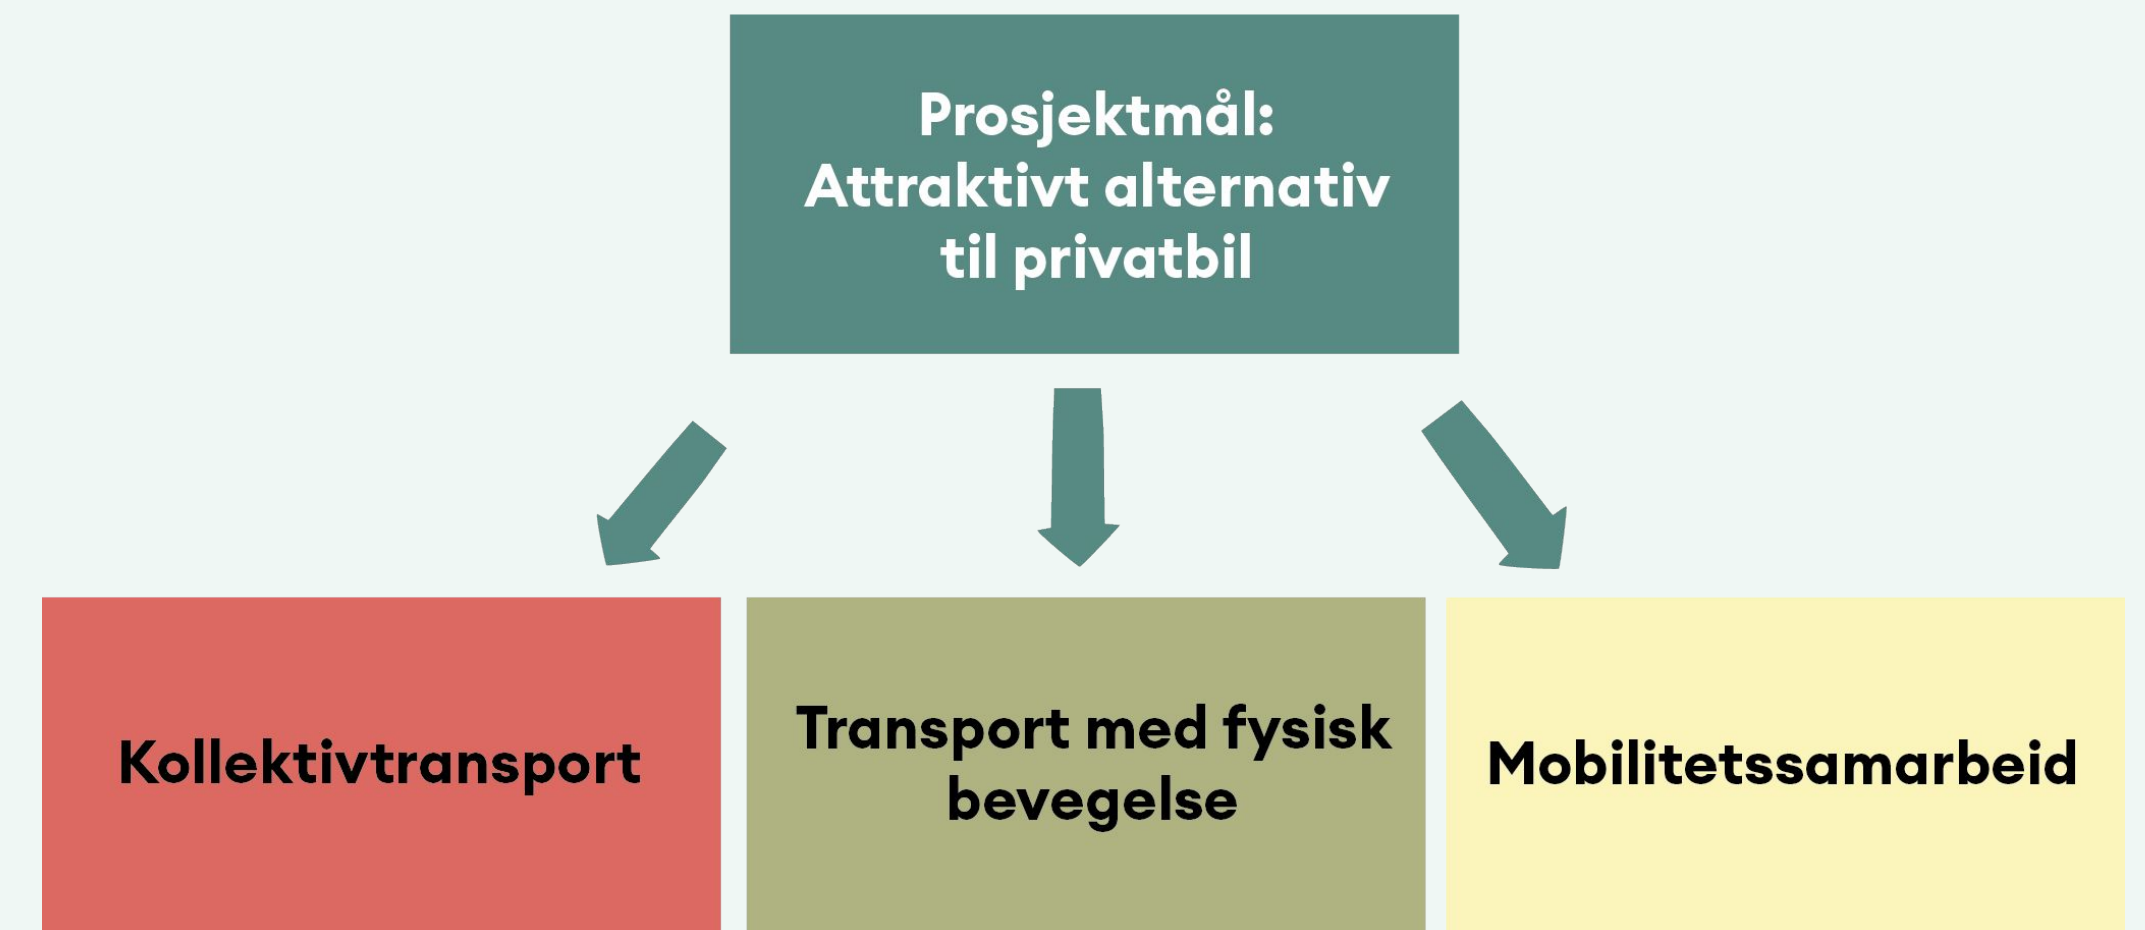 Prosjektmål:
Attraktivt alternativ
til privatbil
Kollektivtransport
Transport med fysisk
bevegelse
Mobilitetssamarbeid